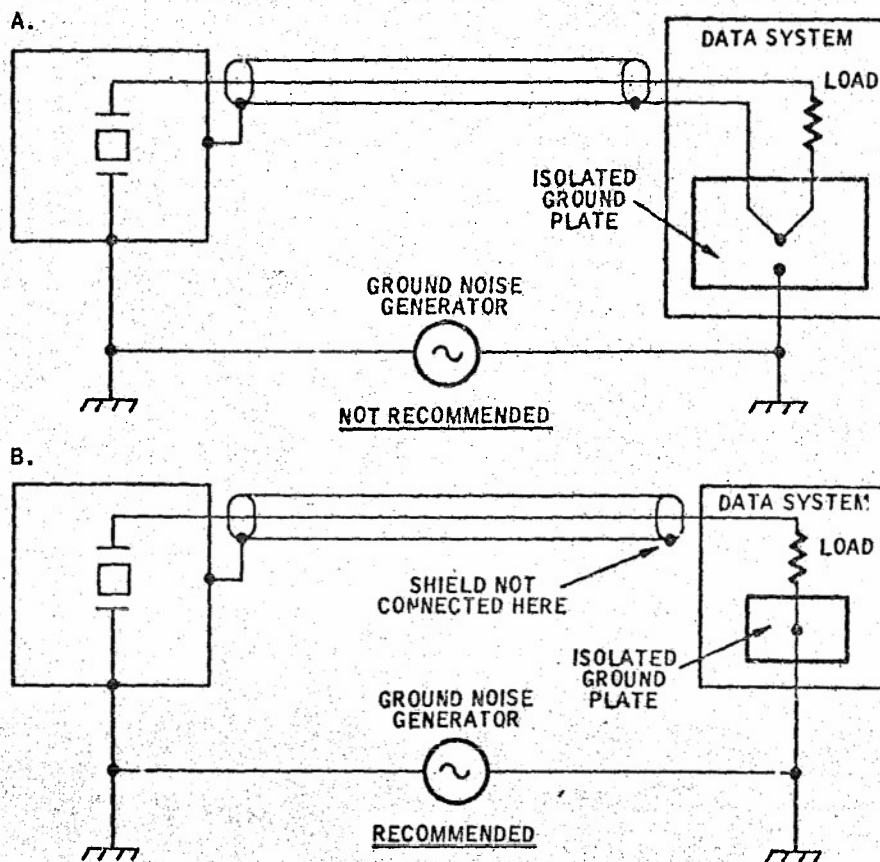 A.
DATA SYSTEM
LOAD
ISOLATED
GROUND
PLATE
GROUND NOISE
GENERATOR
NOT RECOMMENDED
B.
DATA SYSTEM
LOAD
SHIELD NOT
CONNECTED HERE
ISOLATED
GROUND
PLATE
GROUND NOISE
GENERATOR
RECOMMENDED